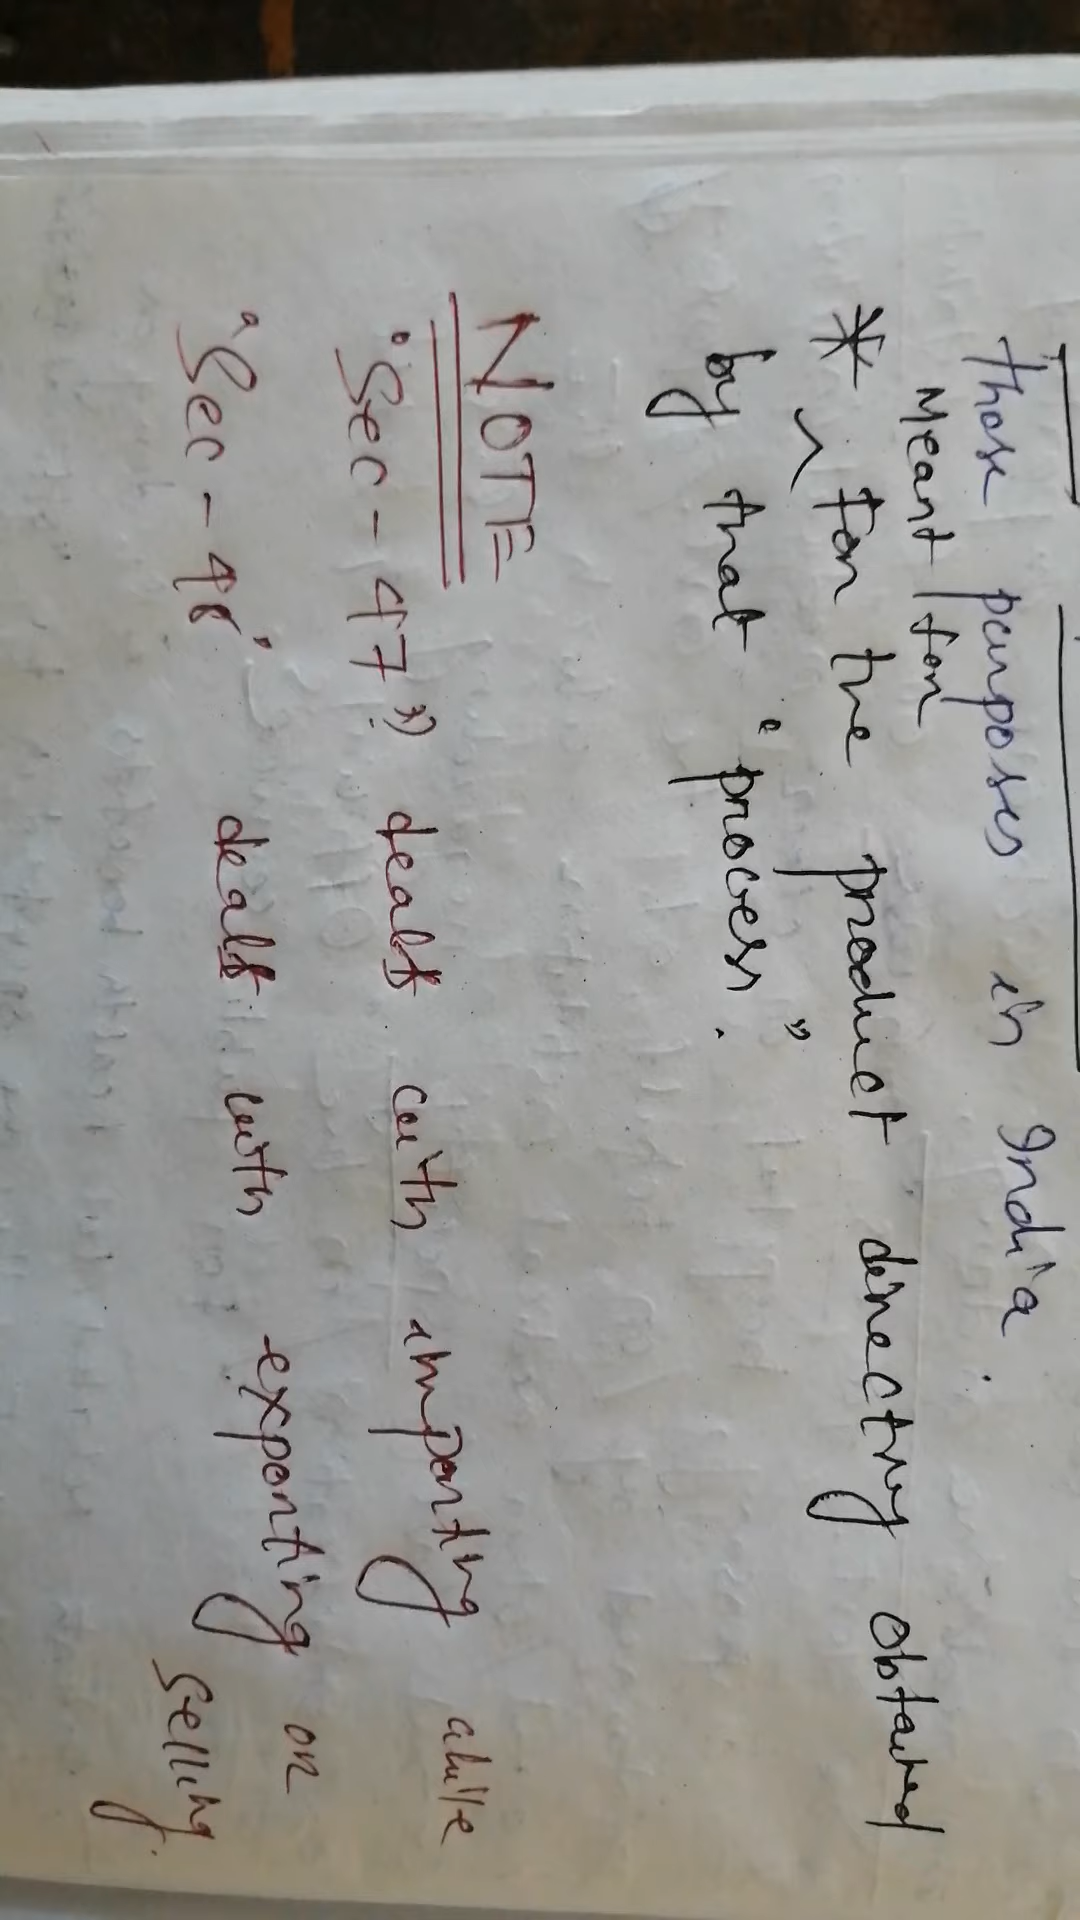 those purposes in India.
Meant for
* ^ for the product directly obtained
by that "process".
NOTE
"Sec-47" deals with importing while
"Sec-48" deals with exporting or
selling.